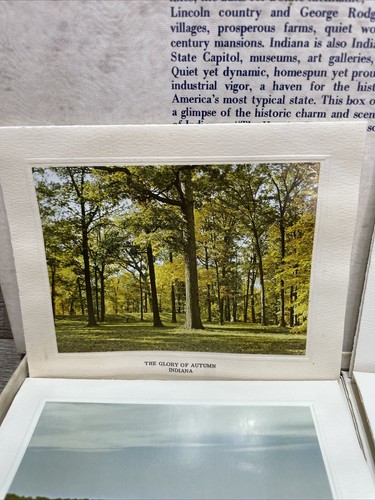 Lincoln country and George Rodg
villages, prosperous farms, quiet wo
century mansions. Indiana is also Indi
State Capitol, museums, art galleries,
Quiet yet dynamic, homespun yet prou
industrial vigor, a haven for the hist
America's most typical state. This box o
a glimpse of the historic charm and scen
THE GLORY OF AUTUMN
INDIANA